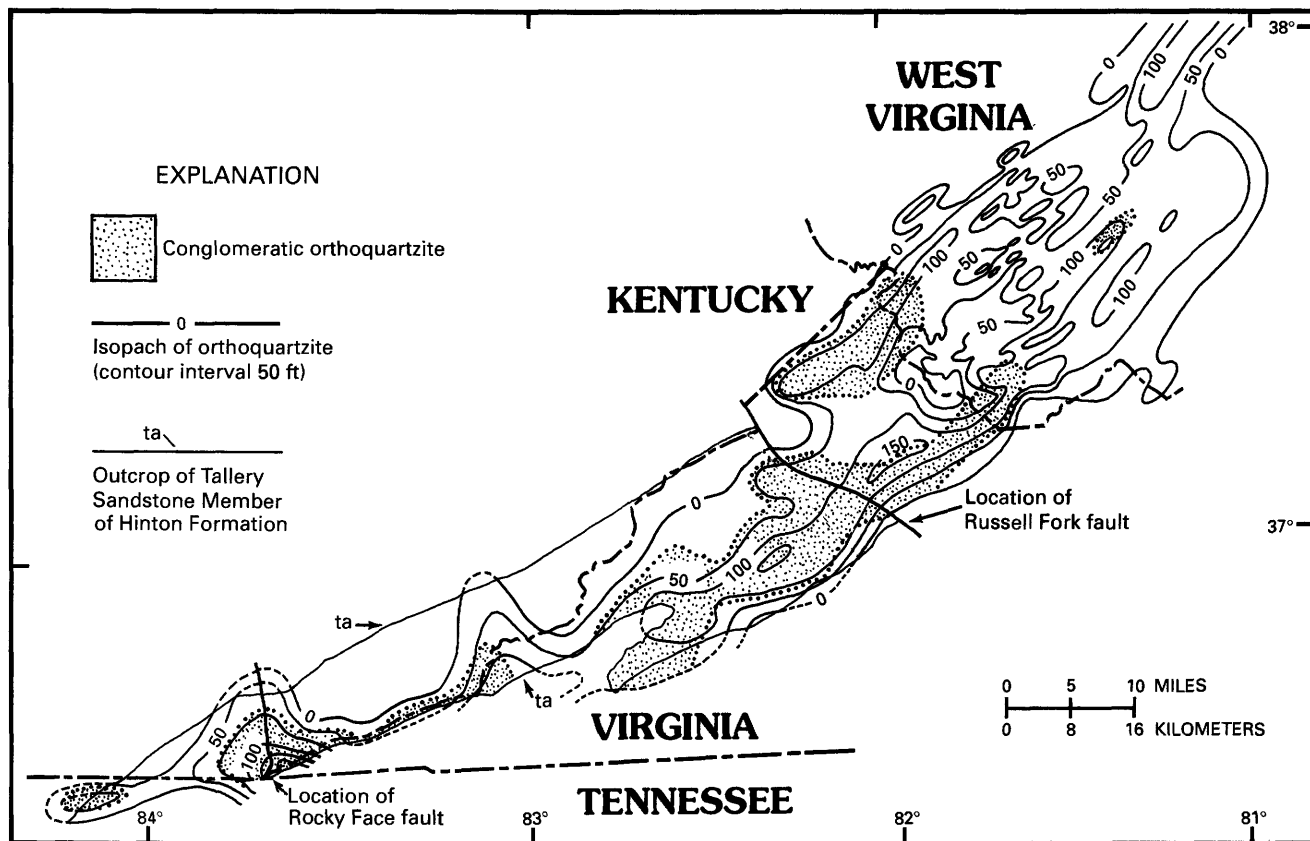 38°
WEST
VIRGINIA
0
100
50
0
50
50
EXPLANATION
Conglomeratic orthoquartzite
0
100
50
100
100
KENTUCKY
0
Isopach of orthoquartzite
(contour interval 50 ft)
50
0
ta
Outcrop of Tallery
Sandstone Member
of Hinton Formation
150
0
Location of
Russell Fork fault
37°
50
100
0
ta
ta
0
50
100
VIRGINIA
0 5 10 MILES
0 8 16 KILOMETERS
Location of
Rocky Face fault
TENNESSEE
84°
83°
82°
81°